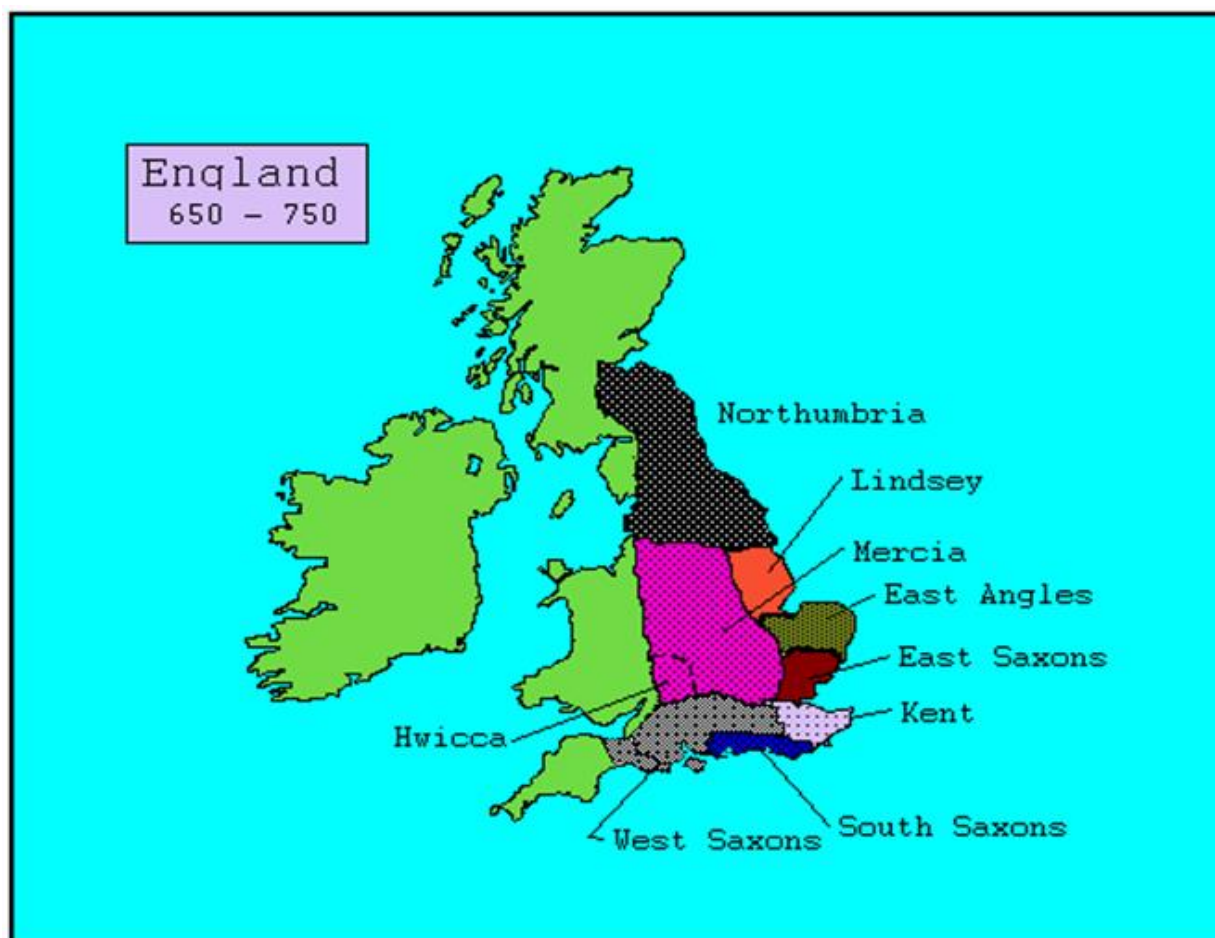 England
650 – 750
Northumbria
Lindsey
Mercia
East Angles
East Saxons
Kent
Hwicca
South Saxons
West Saxons